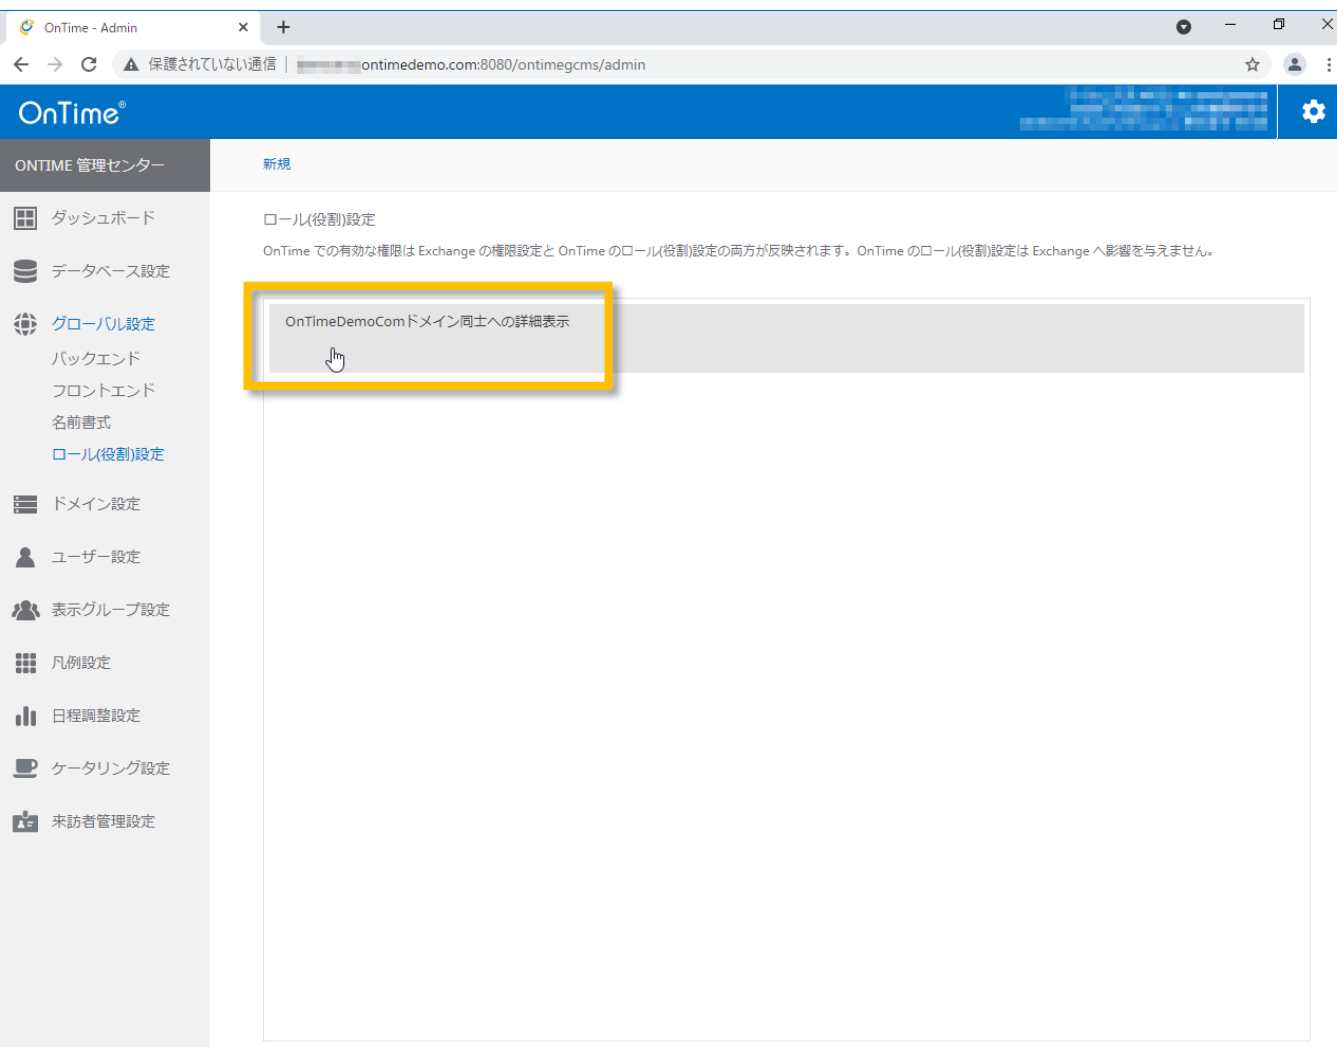 OnTime - Admin
保護されていない通信 | ontimedemo.com:8080/ontimegcms/admin
OnTime®
ONTIME 管理センター
新規
ダッシュボード
データベース設定
グローバル設定
バックエンド
フロントエンド
名前書式
ロール(役割)設定
ドメイン設定
ユーザー設定
表示グループ設定
凡例設定
日程調整設定
ケータリング設定
来訪者管理設定
ロール(役割)設定
OnTime での有効な権限は Exchange の権限設定と OnTime のロール(役割)設定の両方が反映されます。OnTime のロール(役割)設定は Exchange へ影響を与えません。
OnTimeDemoComドメイン同士への詳細表示